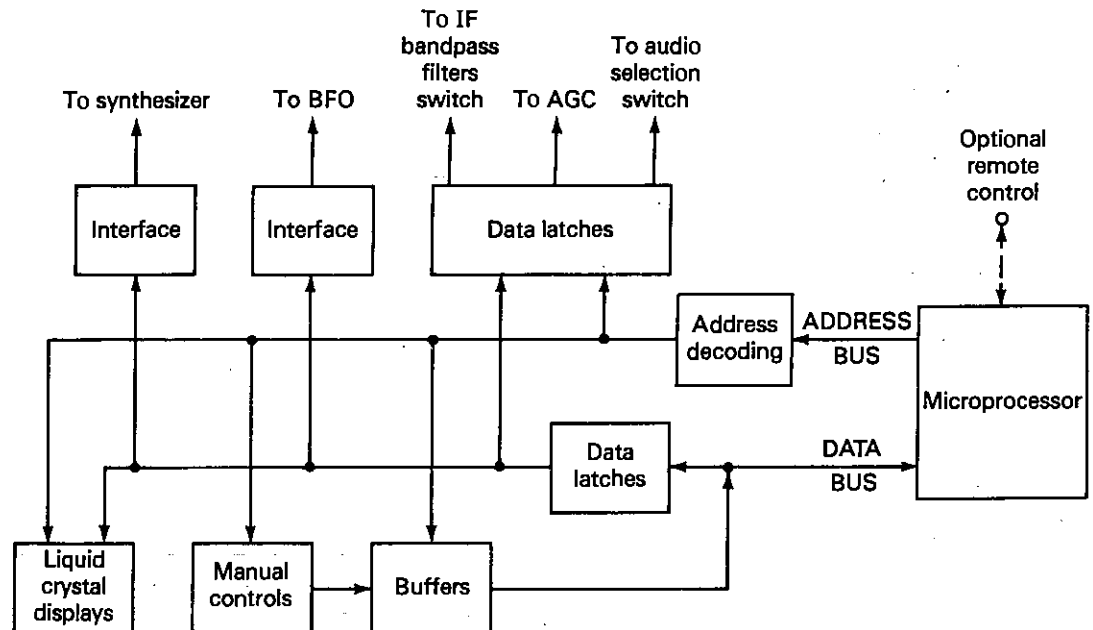 To IF
bandpass
filters
switch
To audio
selection
switch
To synthesizer
To BFO
To AGC
Optional
remote
control
Interface
Interface
Data latches
Address
decoding
ADDRESS
BUS
Microprocessor
Data
latches
DATA
BUS
Liquid
crystal
displays
Manual
controls
Buffers